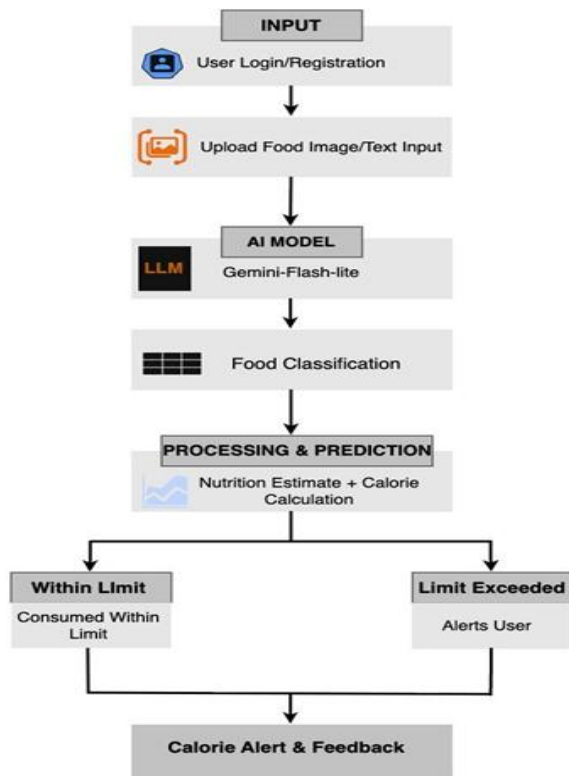 INPUT
User Login/Registration
Upload Food Image/Text Input
AI MODEL
LLM
Gemini-Flash-lite
Food Classification
PROCESSING & PREDICTION
Nutrition Estimate + Calorie
Calculation
Within LImit
Consumed Within
Limit
Limit Exceeded
Alerts User
Calorie Alert & Feedback